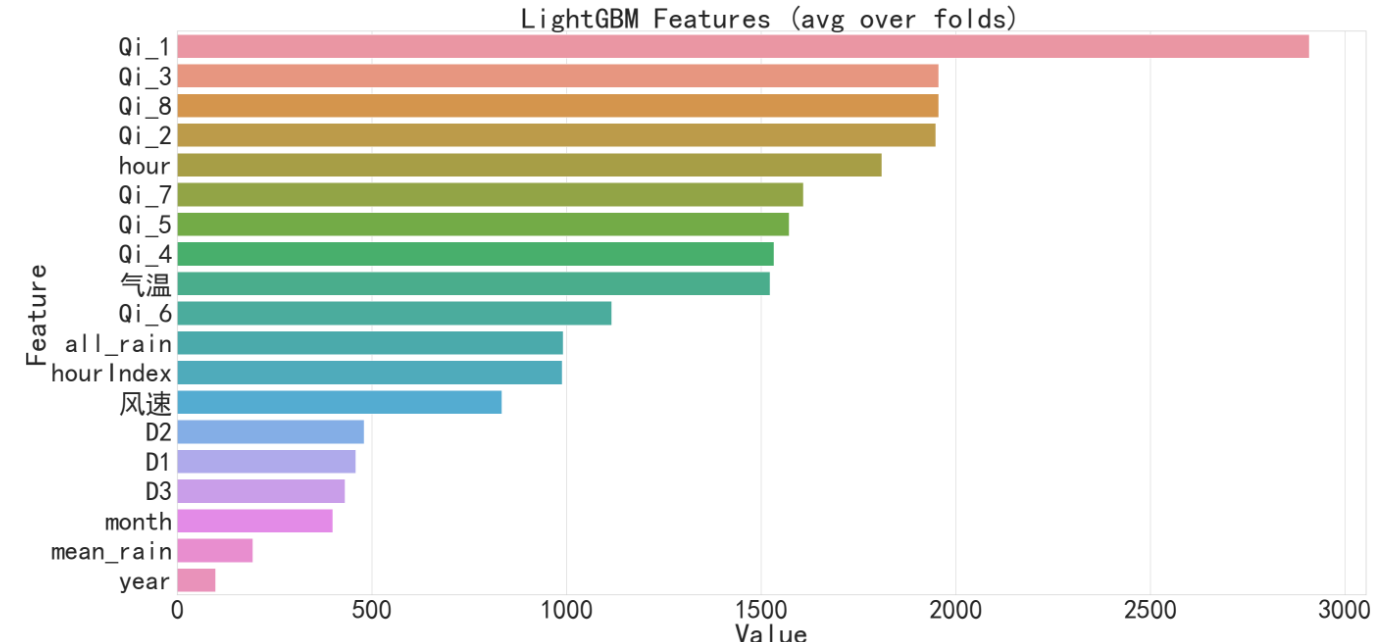 LightGBM Features (avg over folds)
Qi_1
Qi_3
Qi_8
Qi_2
hour
Qi_7
Qi_5
Qi_4
气温
Qi_6
all_rain
hourIndex
风速
D2
D1
D3
month
mean_rain
year
Feature
0 500 1000 1500 2000 2500 3000
Value